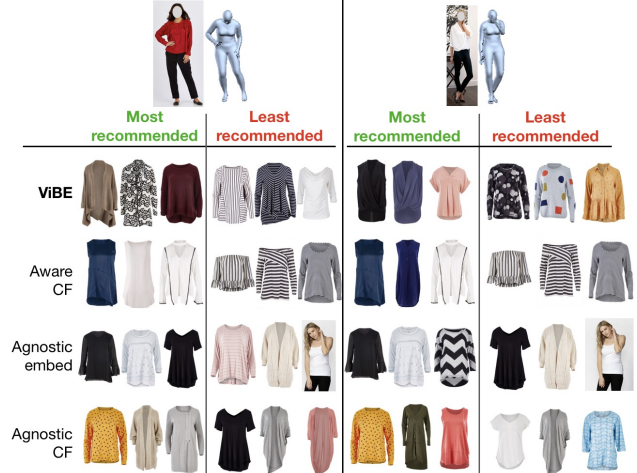 Most recommended
Least recommended
Most recommended
Least recommended
ViBE
Aware CF
Agnostic embed
Agnostic CF